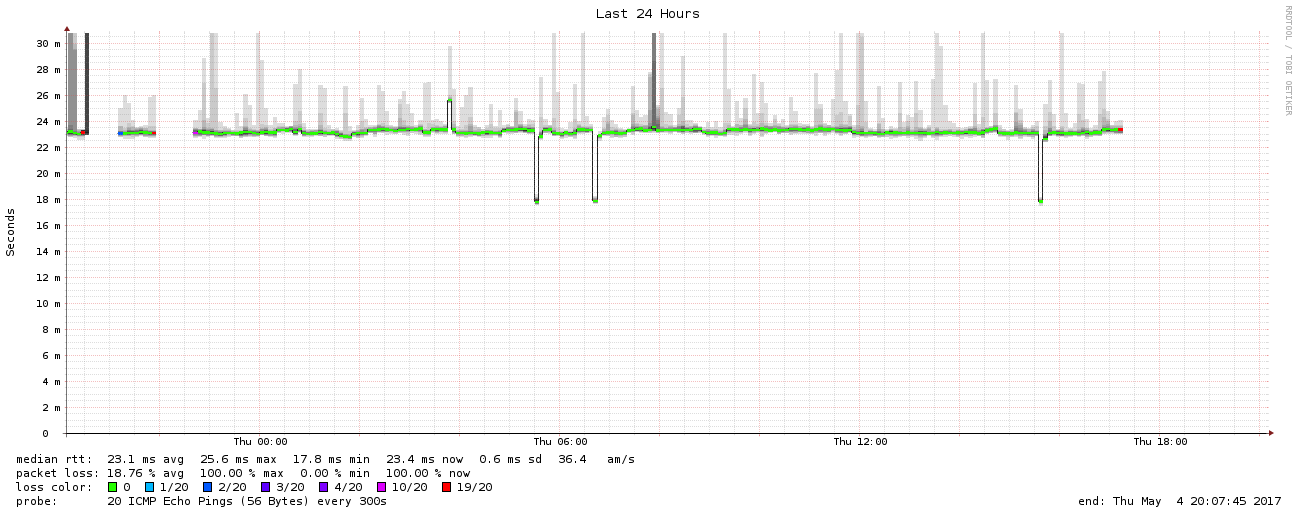 Last 24 Hours
RRDTOOL / TOBI OETIKER
Seconds
30 m
28 m
26 m
24 m
22 m
20 m
18 m
16 m
14 m
12 m
10 m
8 m
6 m
4 m
2 m
0
Thu 00:00 Thu 06:00 Thu 12:00 Thu 18:00
median rtt: 23.1 ms avg 25.6 ms max 17.8 ms min 23.4 ms now 0.6 ms sd 36.4 am/s
packet loss: 18.76 % avg 100.00 % max 0.00 % min 100.00 % now
loss color: 0 1/20 2/20 3/20 4/20 10/20 19/20
probe: 20 ICMP Echo Pings (56 Bytes) every 300s end: Thu May 4 20:07:45 2017